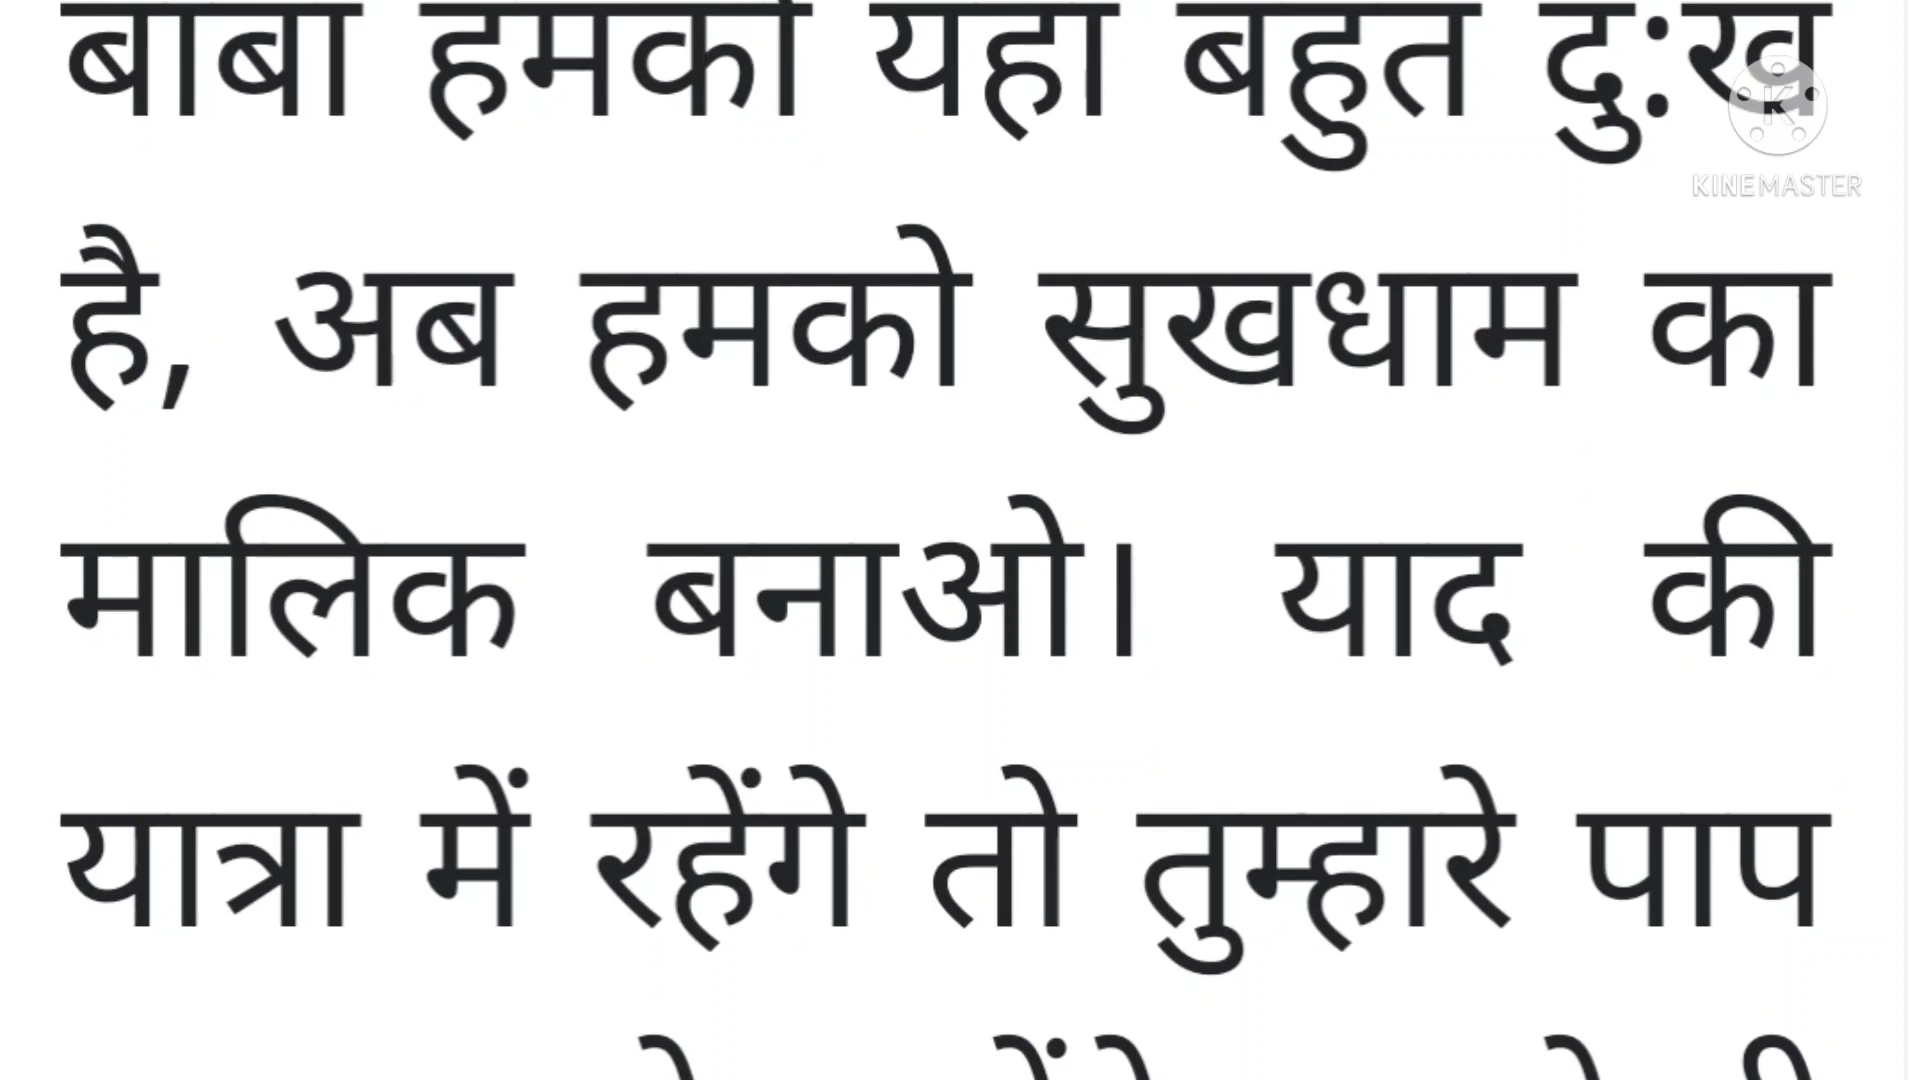 बाबा हमको यहाँ बहुत दु:ख
KINEMASTER
है, अब हमको सुखधाम का
मालिक बनाओ। याद की
यात्रा में रहेंगे तो तुम्हारे पाप